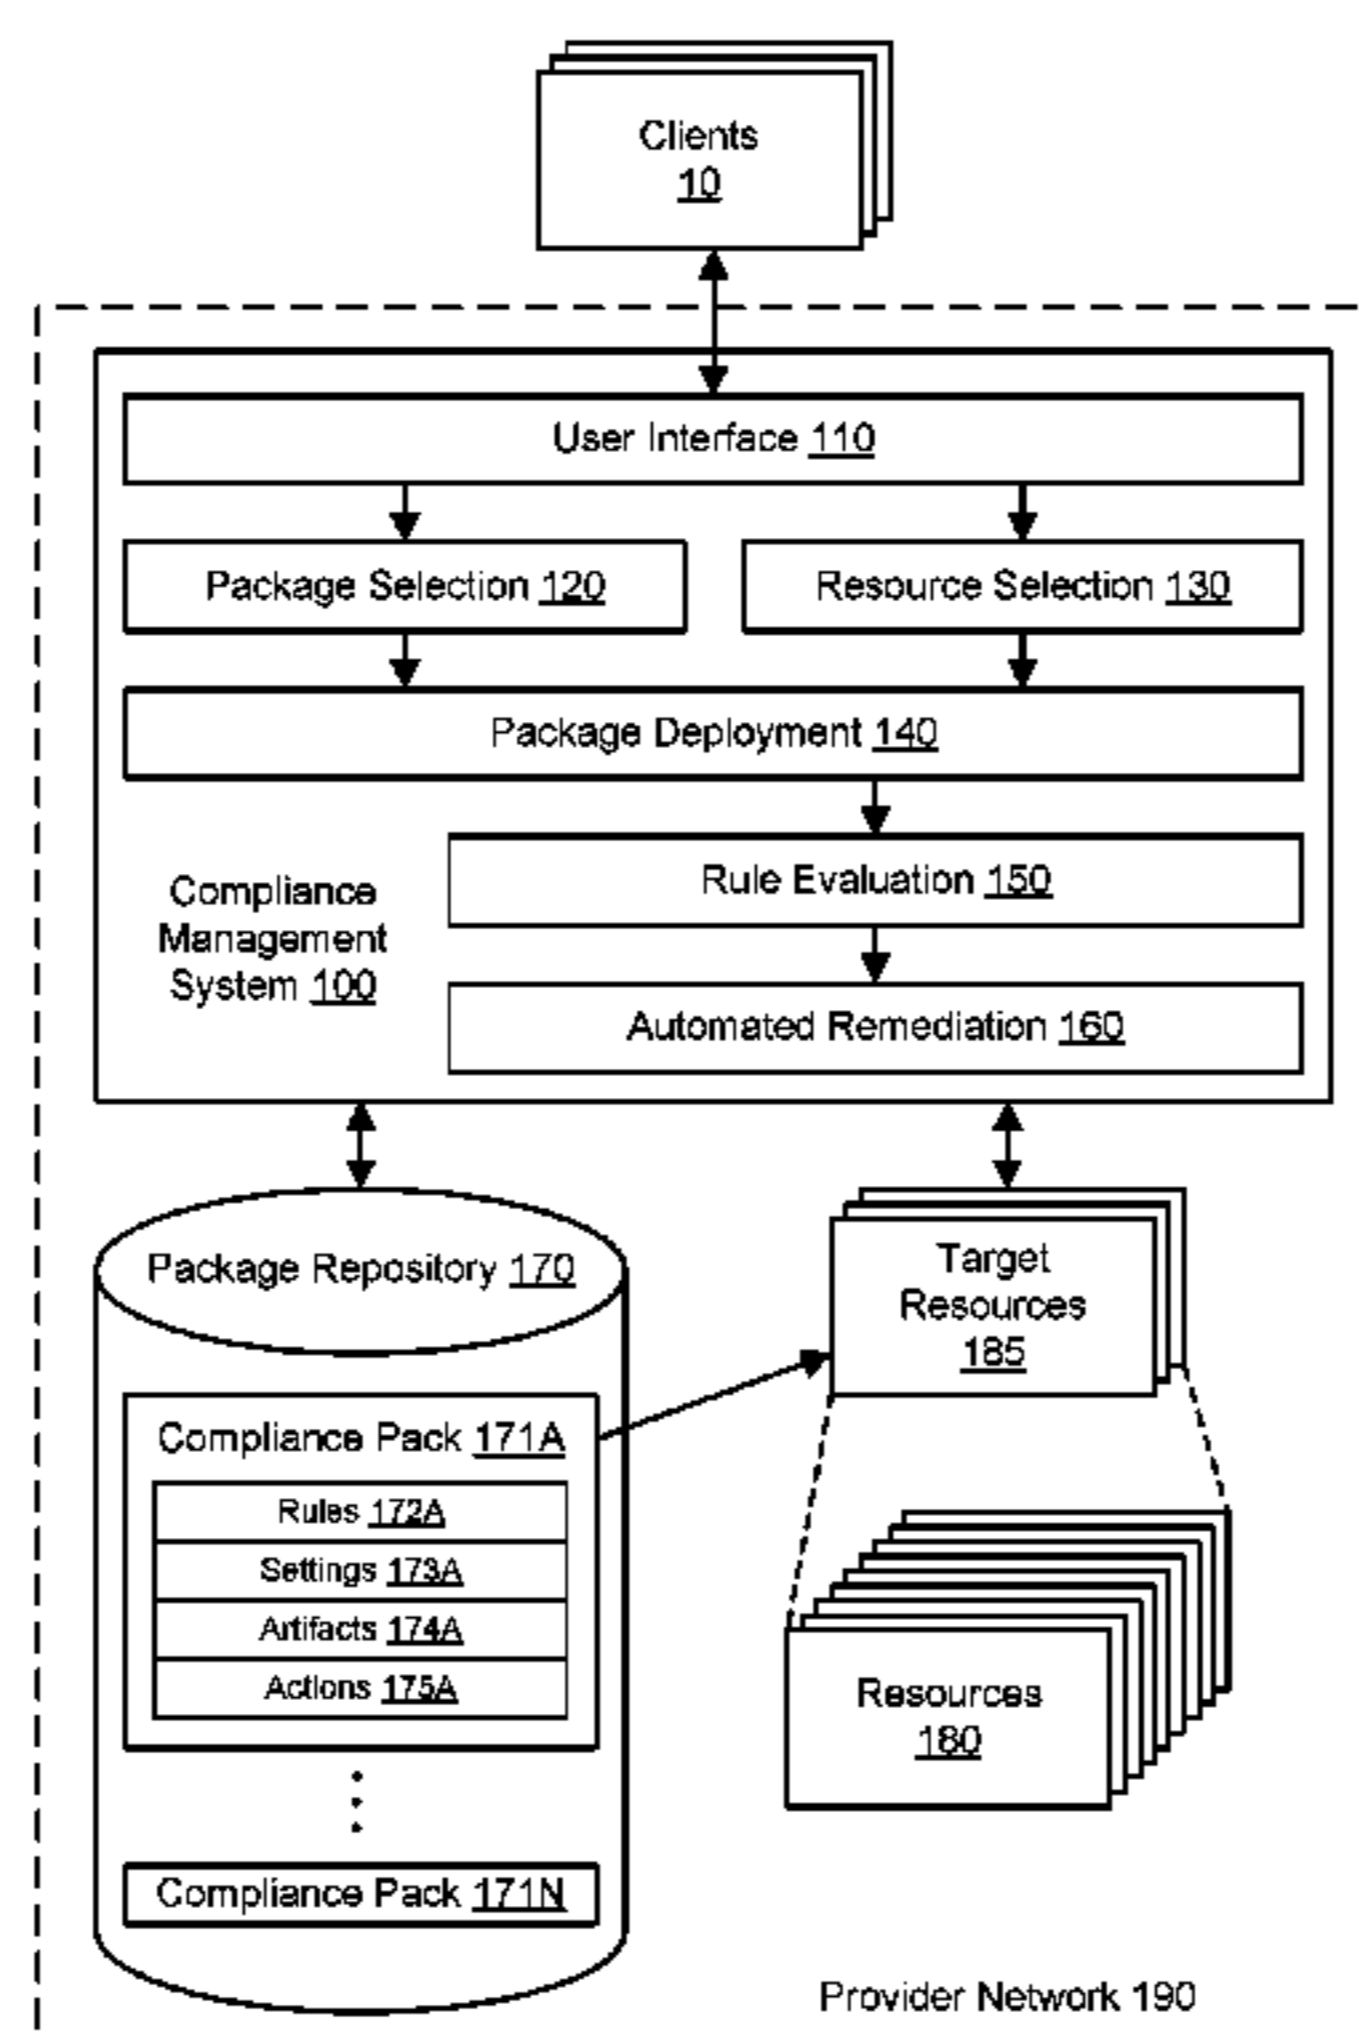 Clients
10
User Interface 110
Package Selection 120
Resource Selection 130
Package Deployment 140
Rule Evaluation 150
Compliance
Management
System 100
Automated Remediation 160
Package Repository 170
Target
Resources
185
Compliance Pack 171A
Rules 172A
Settings 173A
Artifacts 174A
Actions 175A
Resources
180
Compliance Pack 171N
Provider Network 190